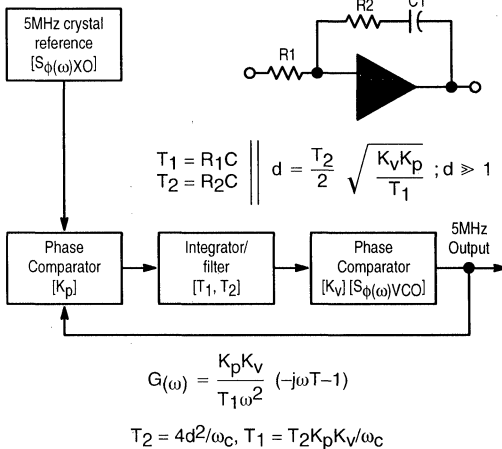 5MHz crystal
reference
[Sφ(ω)XO]
R2
C1
R1
T1 = R1C
T2 = R2C
d = T2/2 √(KvKp/T1) ; d ≫ 1
Phase
Comparator
[Kp]
Integrator/
filter
[T1, T2]
Phase
Comparator
[Kv] [Sφ(ω)VCO]
5MHz
Output
G(ω) = KpKv/T1ω² (−jωT−1)
T2 = 4d²/ωc, T1 = T2KpKv/ωc